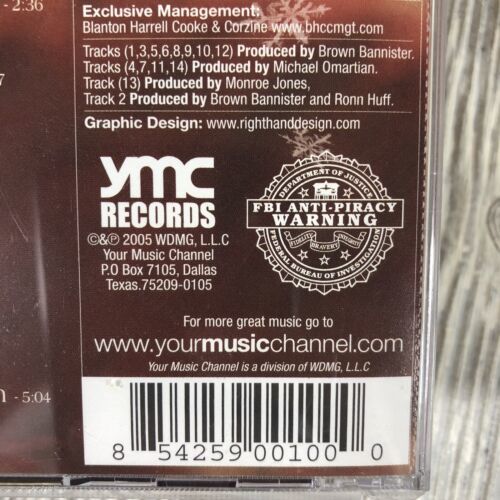 - 2:36
Exclusive Management:
Blanton Harrell Cooke & Corzine www.bhccmgt.com
Tracks (1,3,5,6,8,9,10,12) Produced by Brown Bannister.
Tracks (4,7,11,14) Produced by Michael Omartian.
7
Track (13) Produced by Monroe Jones,
Track 2 Produced by Brown Bannister and Ronn Huff.
Graphic Design: www.righthanddesign.com
ymc
RECORDS
©&℗ 2005 WDMG, L.L.C
Your Music Channel
P.O Box 7105, Dallas
Texas.75209-0105
DEPARTMENT OF JUSTICE
FBI ANTI-PIRACY
WARNING
FIDELITY BRAVERY INTEGRITY
FEDERAL BUREAU OF INVESTIGATION
For more great music go to
www.yourmusicchannel.com
Your Music Channel is a division of WDMG, L.L.C
- 5:04
8 54259 00100 0